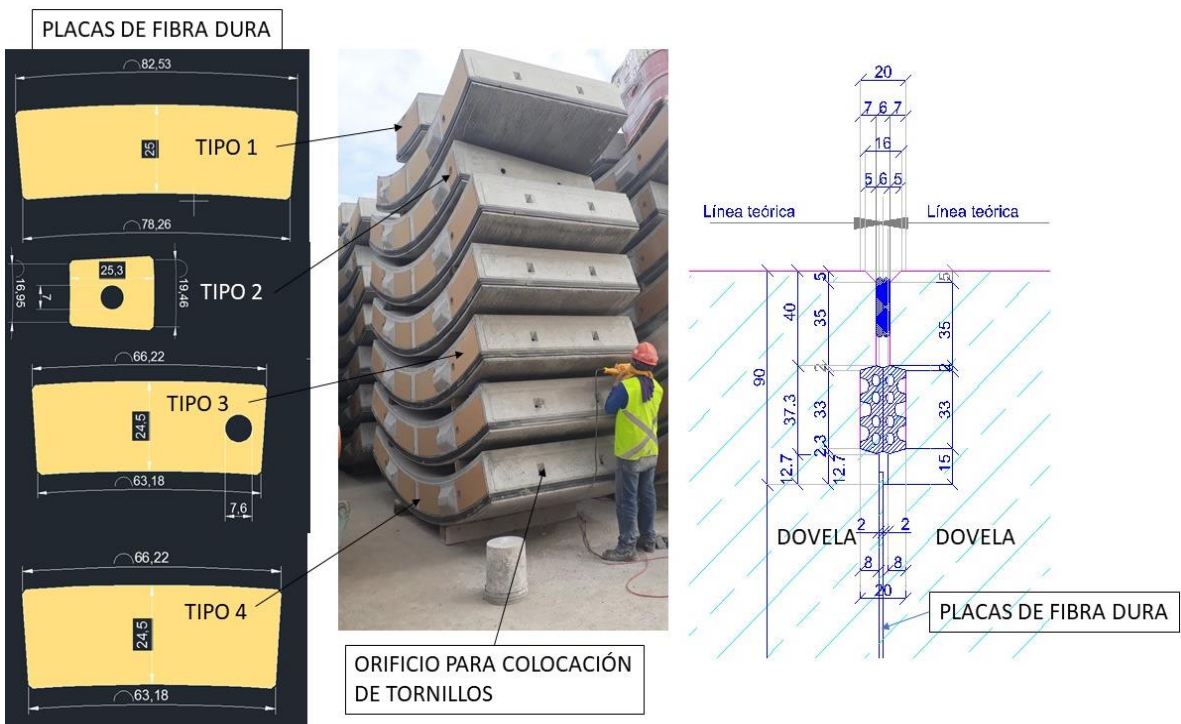 PLACAS DE FIBRA DURA
82,53
25
TIPO 1
78,26
25,3
16,95
7
19,46
TIPO 2
66,22
24,5
TIPO 3
63,18
7,6
66,22
24,5
TIPO 4
63,18
ORIFICIO PARA COLOCACIÓN
DE TORNILLOS
20
7 6 7
16
5 6 5
Línea teórica
Línea teórica
5
5
40
35
35
90
2
2
2
37.3
33
33
2.3
12.7
12.7
15
2 2
DOVELA
DOVELA
8 8
20
PLACAS DE FIBRA DURA